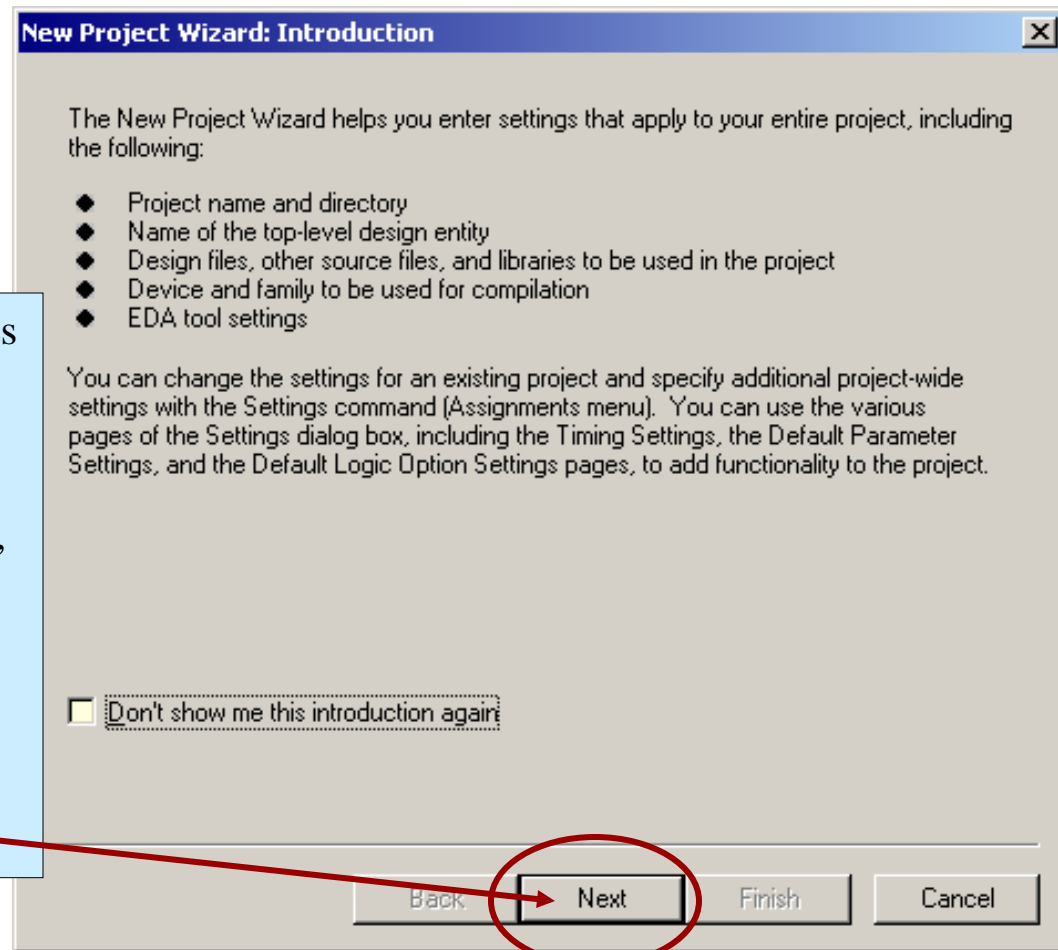 New Project Wizard: Introduction
The New Project Wizard helps you enter settings that apply to your entire project, including
the following:
Project name and directory
Name of the top-level design entity
Design files, other source files, and libraries to be used in the project
Device and family to be used for compilation
EDA tool settings
s
You can change the settings for an existing project and specify additional project-wide
settings with the Settings command (Assignments menu). You can use the various
pages of the Settings dialog box, including the Timing Settings, the Default Parameter
Settings, and the Default Logic Option Settings pages, to add functionality to the project.
,
Don't show me this introduction again
Back Next Finish Cancel